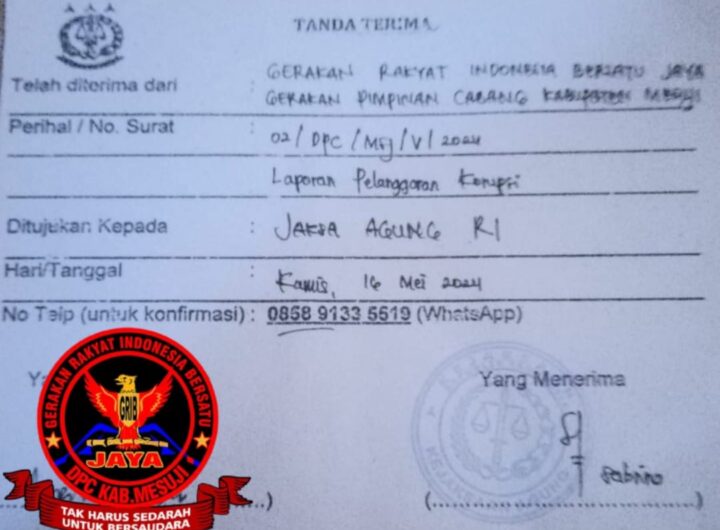 TANDA TERIMA
Telah diterima dari : GERAKAN RAKYAT INDONESIA BERSATU JAYA
GERAKAN PIMPINAN CABANG KABUPATEN MESUJI
Perihal / No. Surat : 02/DPC/MSJ/V/2024
Laporan Pelanggaran Korupsi
Ditujukan Kepada : JAKSA AGUNG RI
Hari/Tanggal : Kamis, 16 Mei 2024
No Telp (untuk konfirmasi) : 0858 9133 5519 (WhatsApp)
Yang Menerima
Sabrino
(....................)
GERAKAN RAKYAT INDONESIA BERSATU
GRIB
JAYA
DPC KAB.MESUJI
TAK HARUS SEDARAH
UNTUK BERSAUDARA